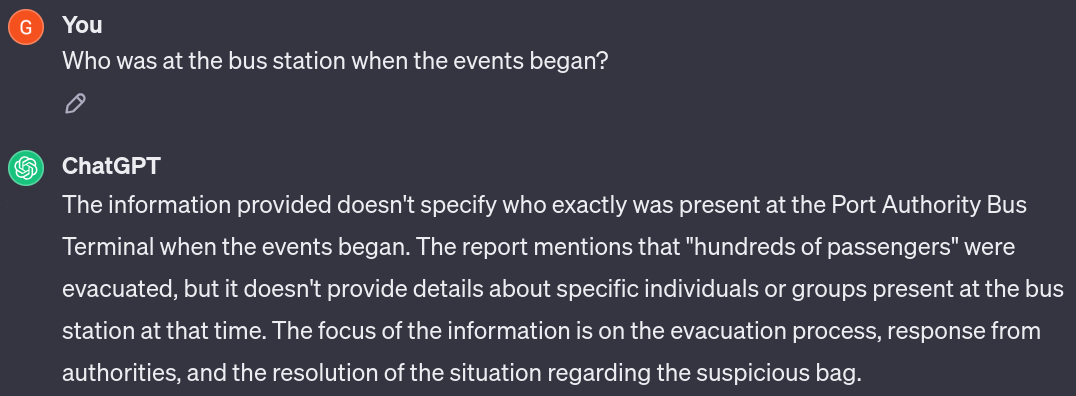 G
You
Who was at the bus station when the events began?
ChatGPT
The information provided doesn't specify who exactly was present at the Port Authority Bus
Terminal when the events began. The report mentions that "hundreds of passengers" were
evacuated, but it doesn't provide details about specific individuals or groups present at the bus
station at that time. The focus of the information is on the evacuation process, response from
authorities, and the resolution of the situation regarding the suspicious bag.